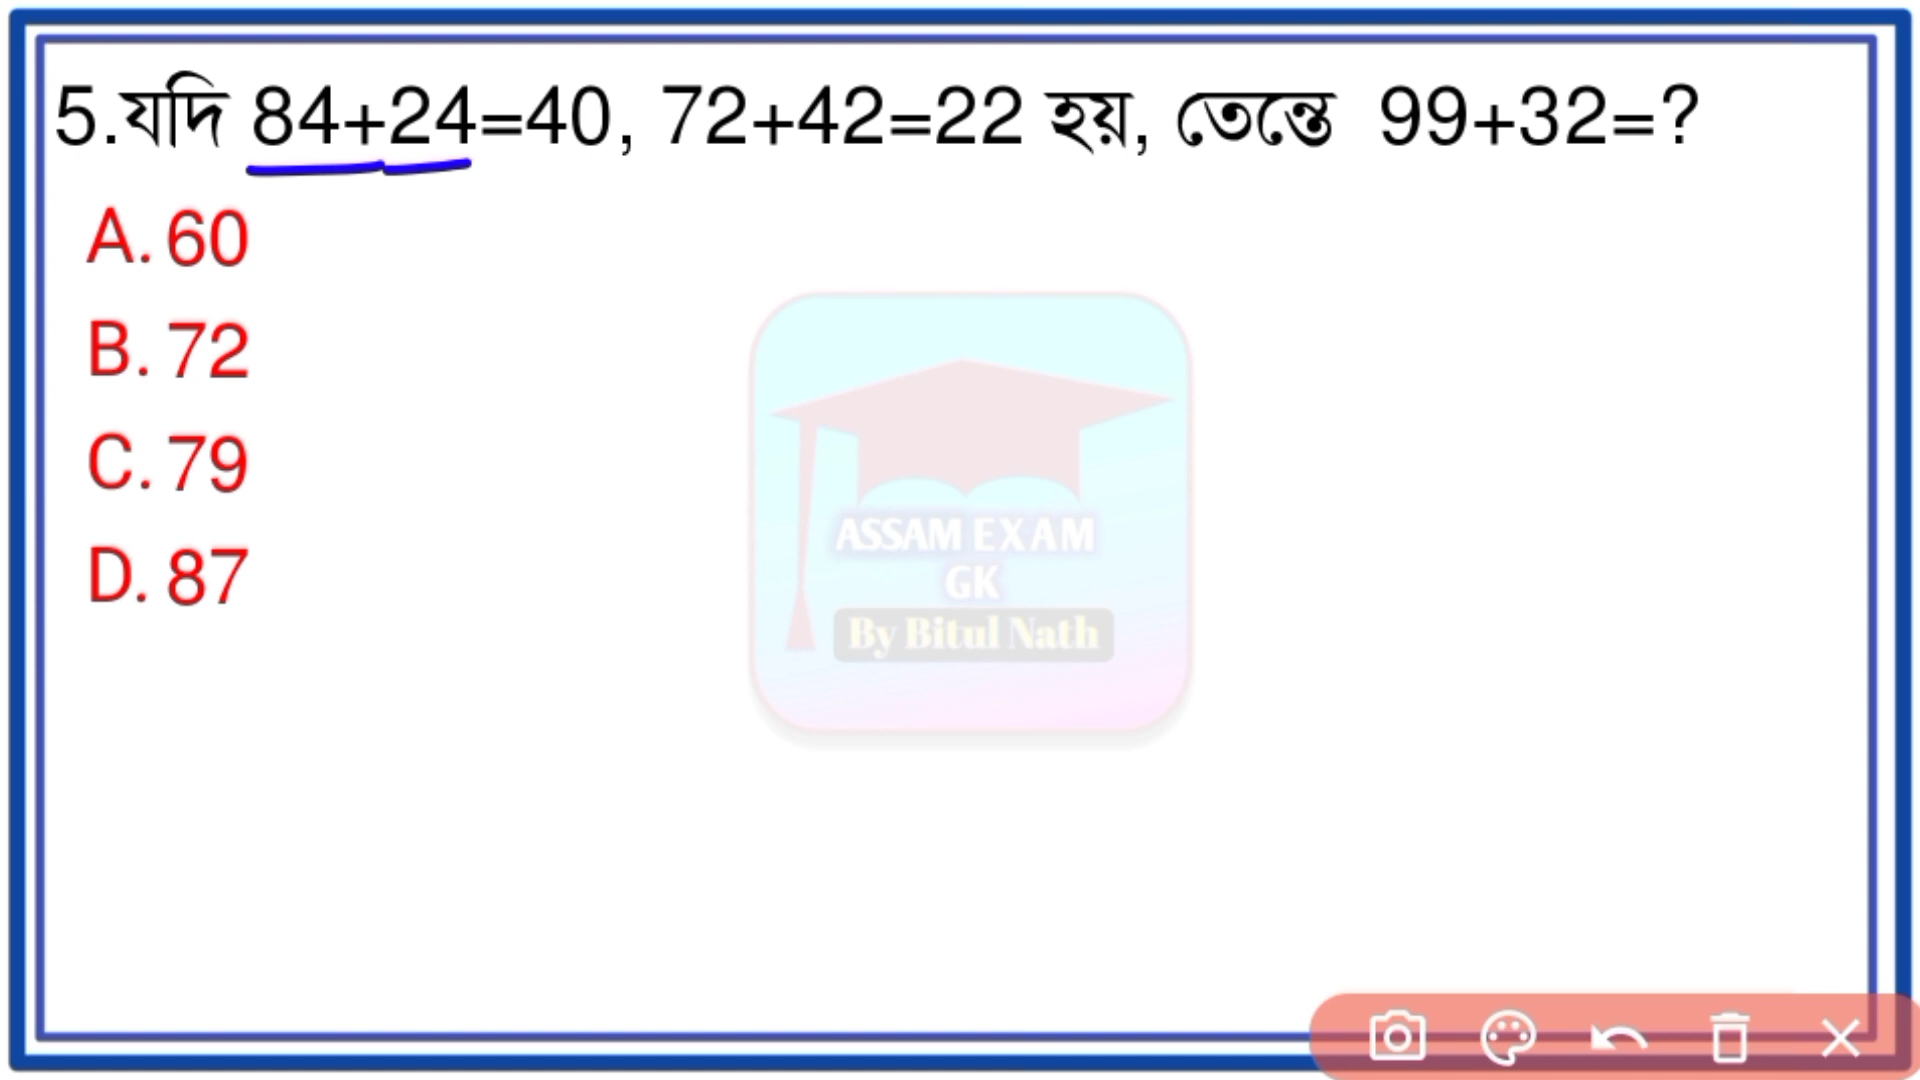 5.যদি 84+24=40, 72+42=22 হয়, তেন্তে 99+32=?
A. 60
B. 72
C. 79
D. 87
ASSAM EXAM
GK
By Bitul Nath